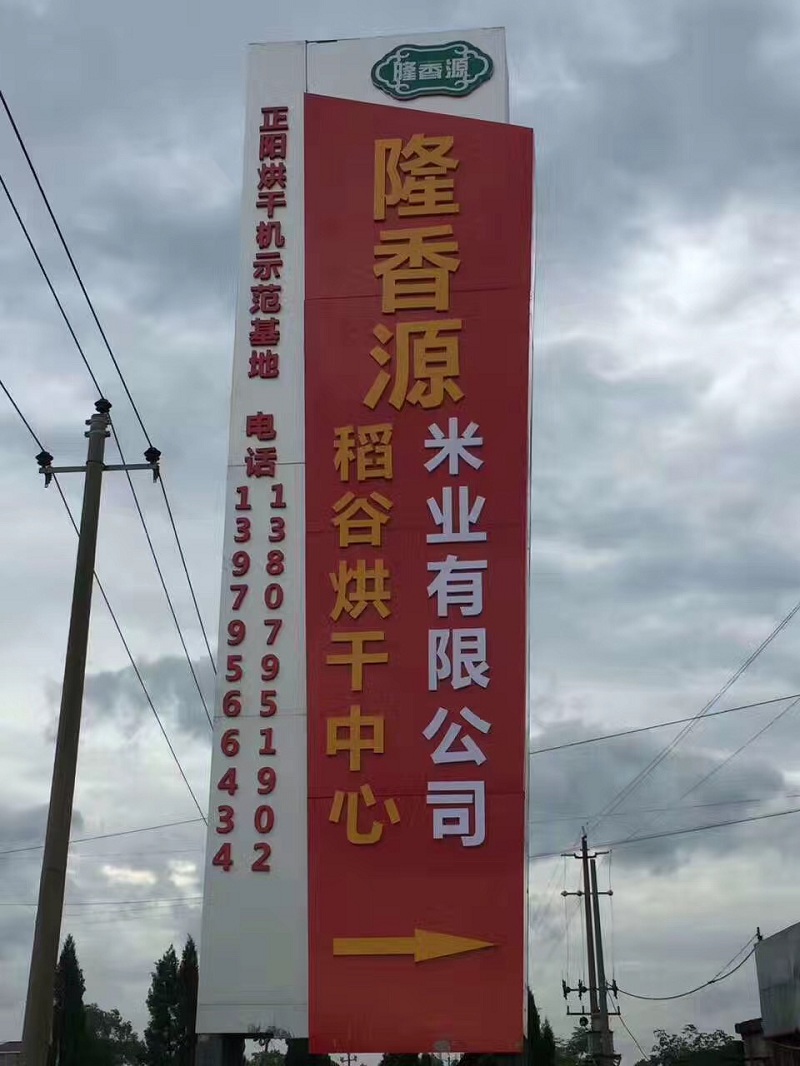 隆香源
隆香源
米业有限公司
稻谷烘干中心
正阳烘干机示范基地 电话
13807951902
13979566434